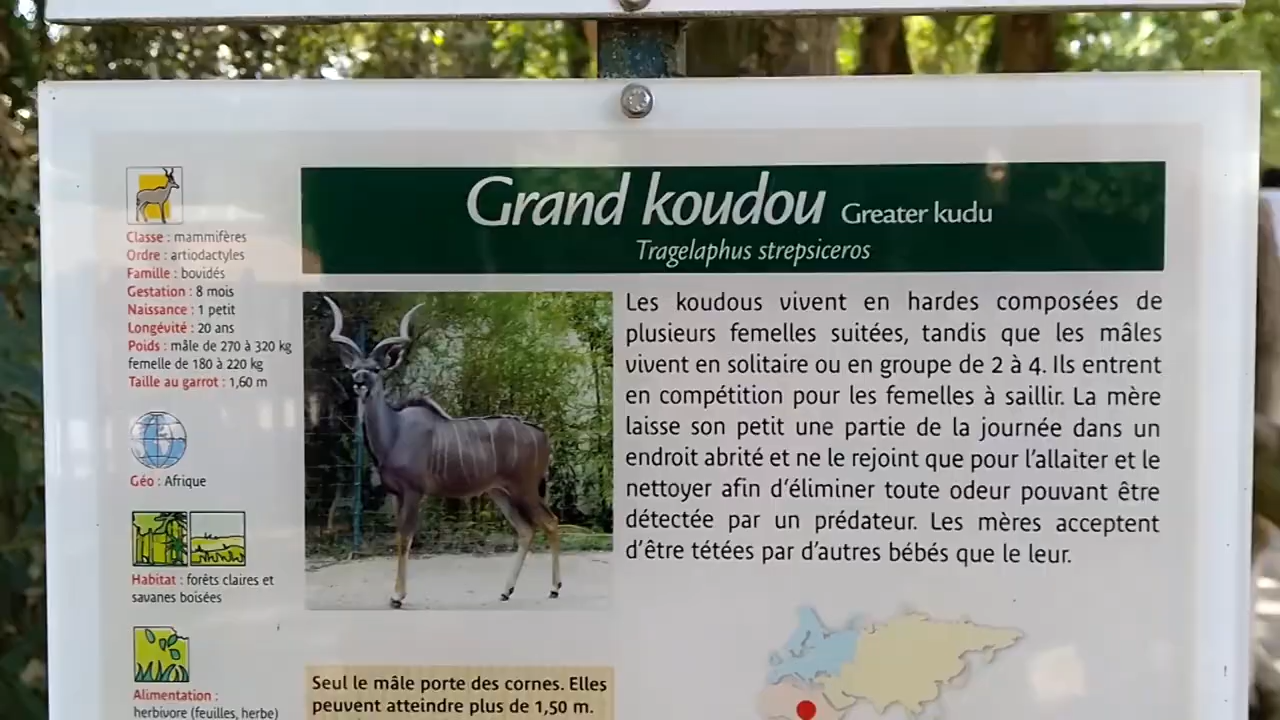 Grand koudou Greater kudu
Tragelaphus strepsiceros
Classe : mammifères
Ordre : artiodactyles
Famille : bovidés
Gestation : 8 mois
Naissance : 1 petit
Longévité : 20 ans
Poids : mâle de 270 à 320 kg
femelle de 180 à 220 kg
Taille au garrot : 1,60 m
Géo : Afrique
Habitat : forêts claires et
savanes boisées
Alimentation :
herbivore (feuilles, herbe)
Les koudous vivent en hardes composées de
plusieurs femelles suitées, tandis que les mâles
vivent en solitaire ou en groupe de 2 à 4. Ils entrent
en compétition pour les femelles à saillir. La mère
laisse son petit une partie de la journée dans un
endroit abrité et ne le rejoint que pour l'allaiter et le
nettoyer afin d'éliminer toute odeur pouvant être
détectée par un prédateur. Les mères acceptent
d'être tétées par d'autres bébés que le leur.
Seul le mâle porte des cornes. Elles
peuvent atteindre plus de 1,50 m.